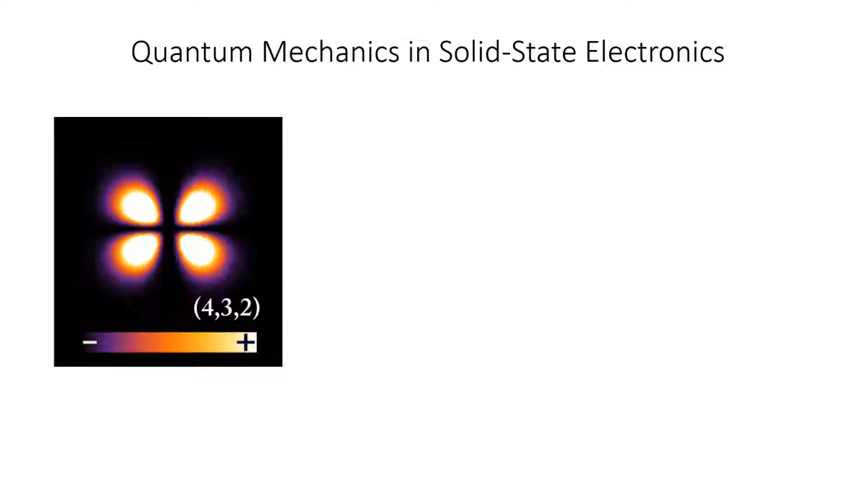 Quantum Mechanics in Solid-State Electronics
(4,3,2)
− +